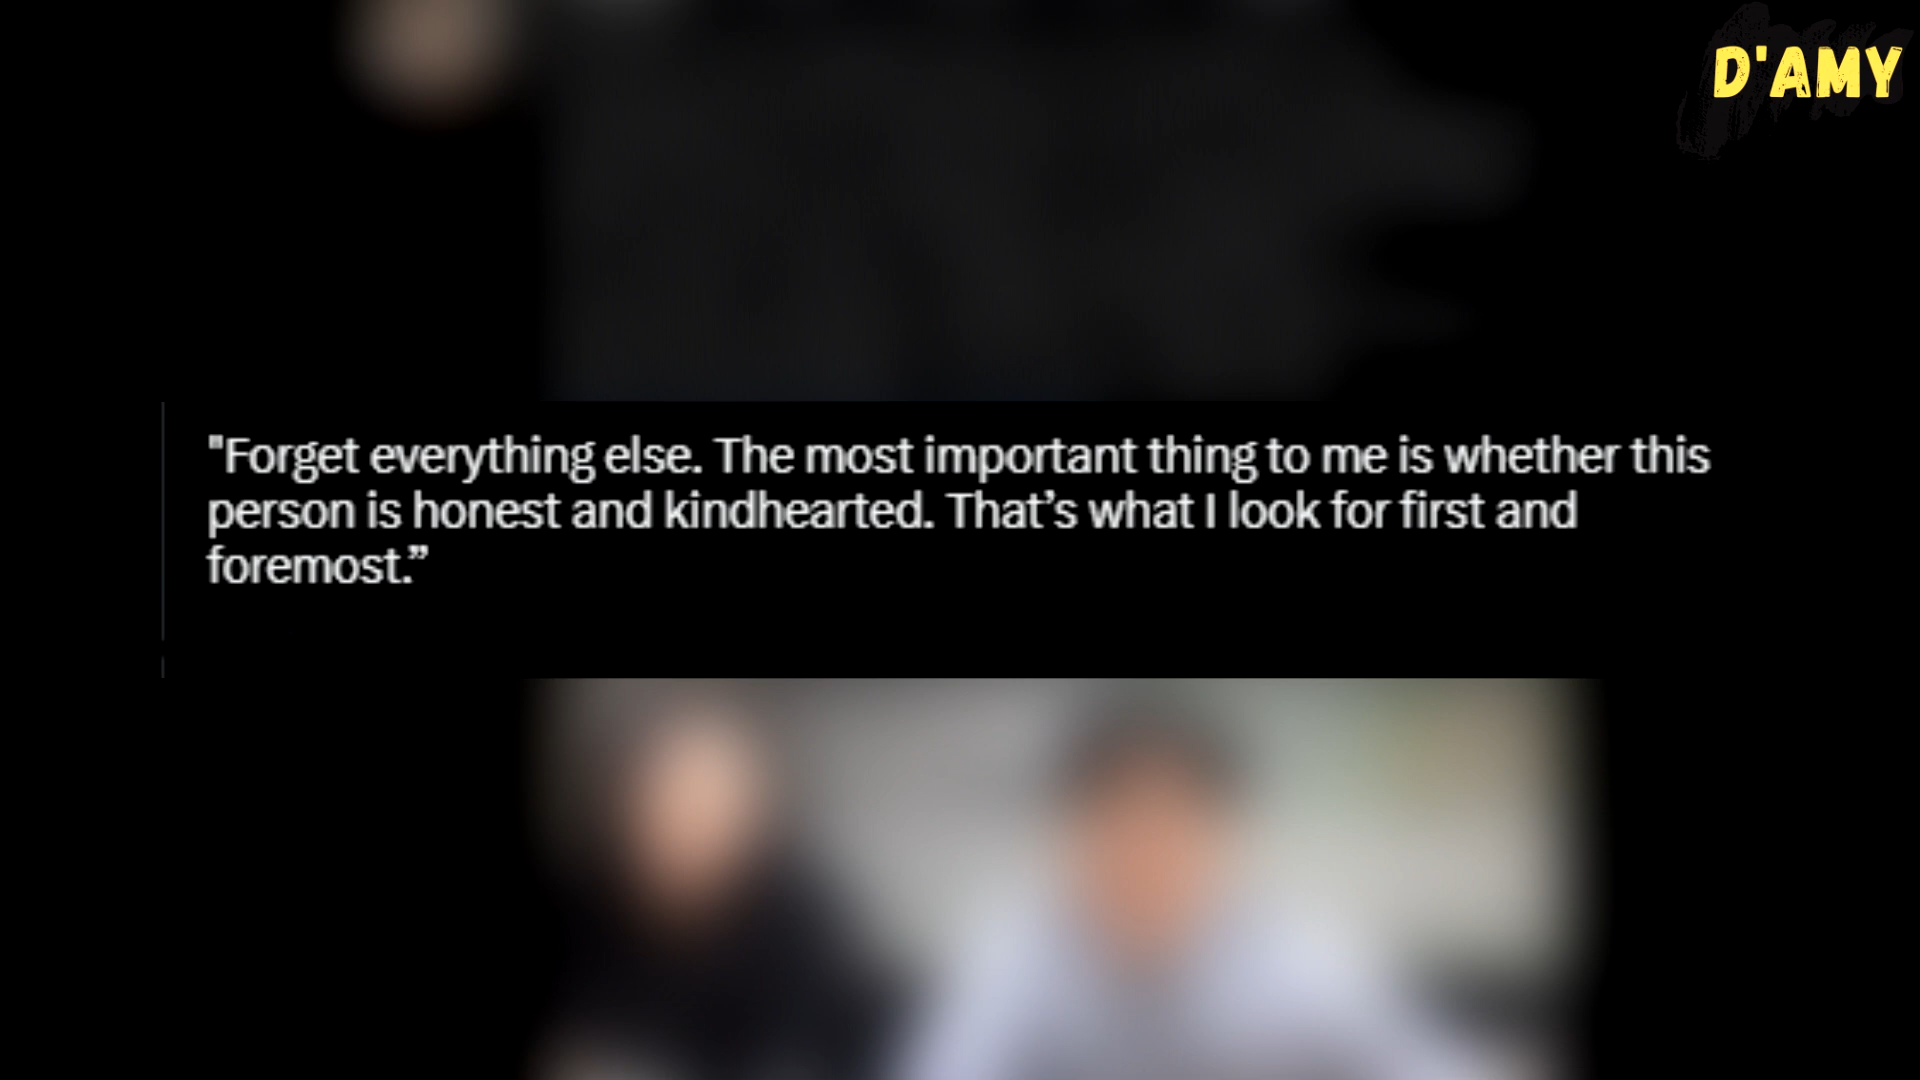 D'AMY
"Forget everything else. The most important thing to me is whether this
person is honest and kindhearted. That’s what I look for first and
foremost.”